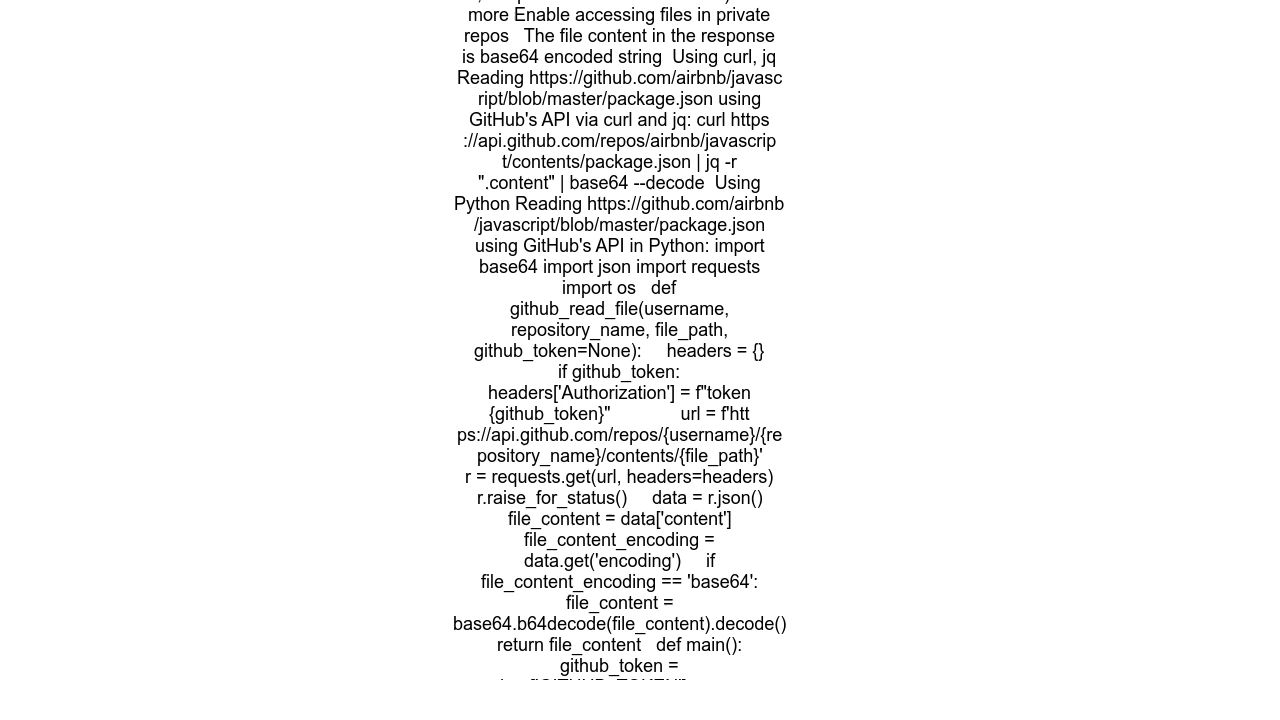 more Enable accessing files in private
repos   The file content in the response
is base64 encoded string  Using curl, jq
Reading https://github.com/airbnb/javasc
ript/blob/master/package.json using
GitHub's API via curl and jq: curl https
://api.github.com/repos/airbnb/javascrip
t/contents/package.json | jq -r
".content" | base64 --decode  Using
Python Reading https://github.com/airbnb
/javascript/blob/master/package.json
using GitHub's API in Python: import
base64 import json import requests
import os   def
github_read_file(username,
repository_name, file_path,
github_token=None):     headers = {}
if github_token:
headers['Authorization'] = f"token
{github_token}"              url = f'htt
ps://api.github.com/repos/{username}/{re
pository_name}/contents/{file_path}'
r = requests.get(url, headers=headers)
r.raise_for_status()     data = r.json()
file_content = data['content']
file_content_encoding =
data.get('encoding')     if
file_content_encoding == 'base64':
file_content =
base64.b64decode(file_content).decode()
return file_content   def main():
github_token =